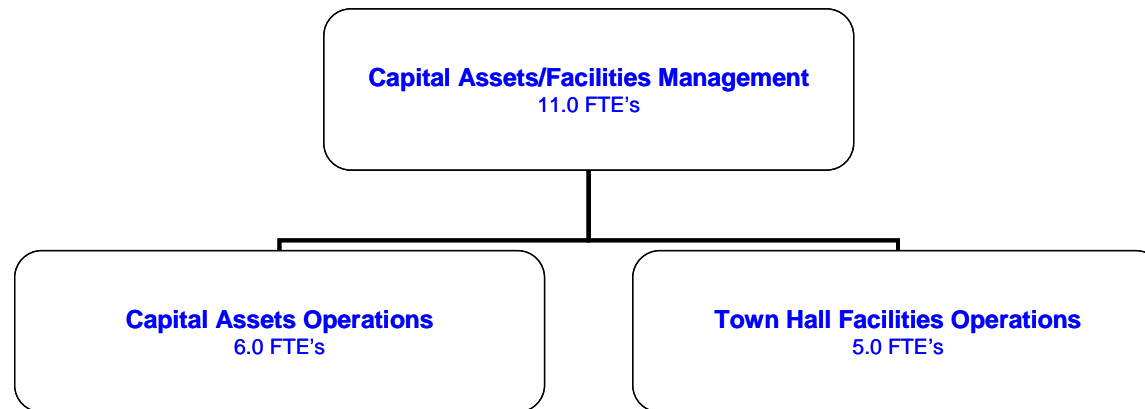 Capital Assets/Facilities Management
11.0 FTE's
Capital Assets Operations
6.0 FTE's
Town Hall Facilities Operations
5.0 FTE's